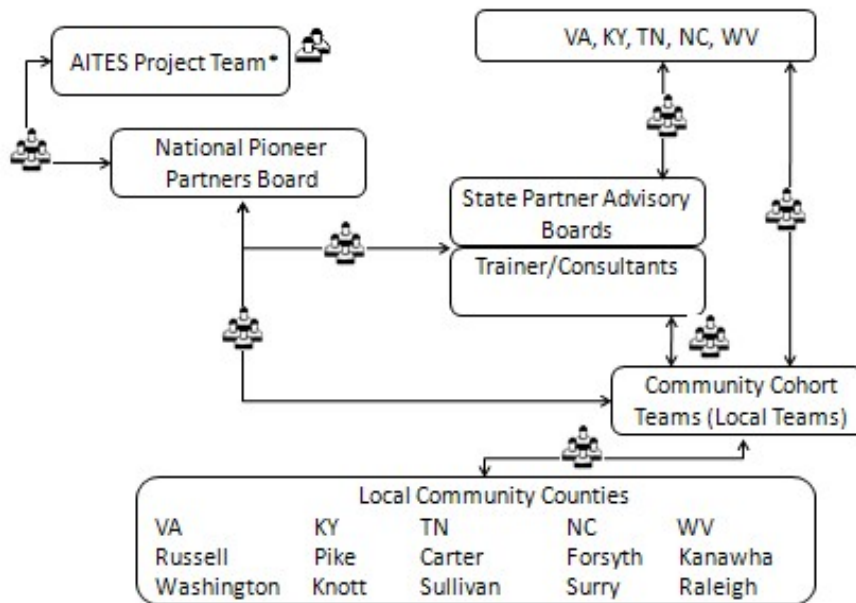 AITES Project Team*
VA, KY, TN, NC, WV
National Pioneer
Partners Board
State Partner Advisory
Boards
Trainer/Consultants
Community Cohort
Teams (Local Teams)
Local Community Counties
VA KY TN NC WV
Russell Pike Carter Forsyth Kanawha
Washington Knott Sullivan Surry Raleigh